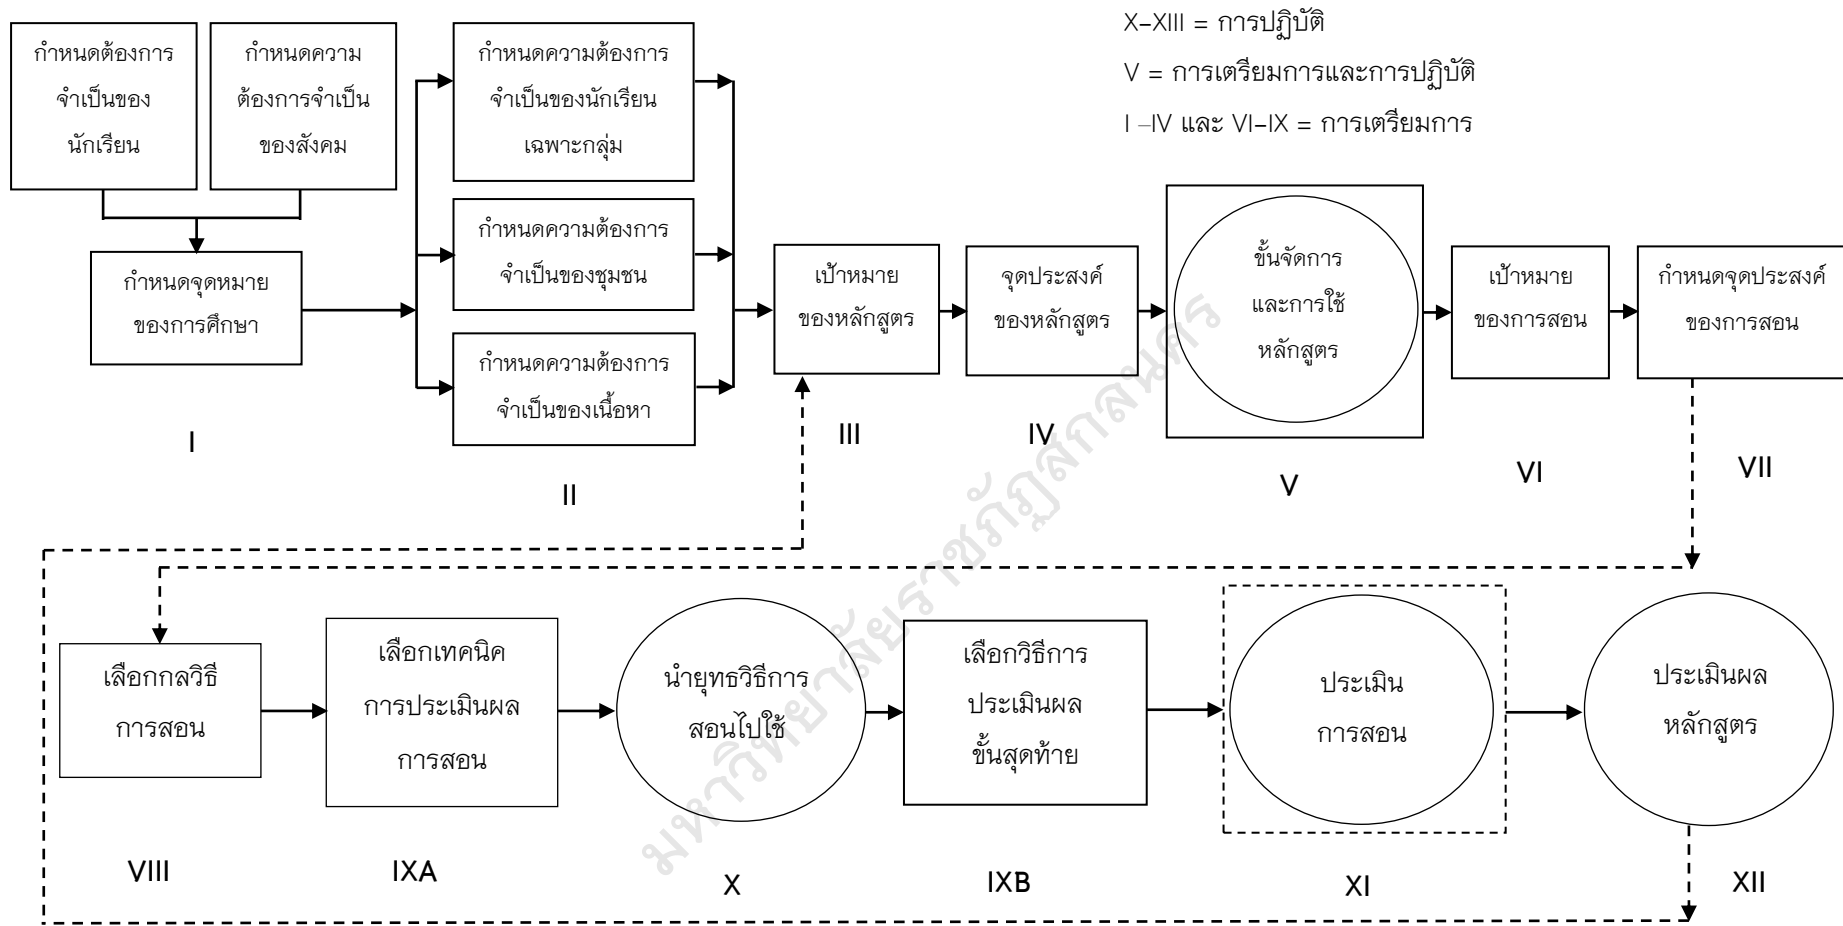 X–XIII = การปฏิบัติ
V = การเตรียมการและการปฏิบัติ
I –IV และ VI–IX = การเตรียมการ
กำหนดต้องการ
จำเป็นของ
นักเรียน
กำหนดความ
ต้องการจำเป็น
ของสังคม
กำหนดจุดหมาย
ของการศึกษา
I
กำหนดความต้องการ
จำเป็นของนักเรียน
เฉพาะกลุ่ม
กำหนดความต้องการ
จำเป็นของชุมชน
กำหนดความต้องการ
จำเป็นของเนื้อหา
II
เป้าหมาย
ของหลักสูตร
III
จุดประสงค์
ของหลักสูตร
IV
ขั้นจัดการ
และการใช้
หลักสูตร
V
เป้าหมาย
ของการสอน
VI
กำหนดจุดประสงค์
ของการสอน
VII
เลือกกลวิธี
การสอน
VIII
เลือกเทคนิค
การประเมินผล
การสอน
IXA
นำยุทธวิธีการ
สอนไปใช้
X
เลือกวิธีการ
ประเมินผล
ขั้นสุดท้าย
IXB
ประเมิน
การสอน
XI
ประเมินผล
หลักสูตร
XII
มหาวิทยาลัยราชภัฏสกลนคร